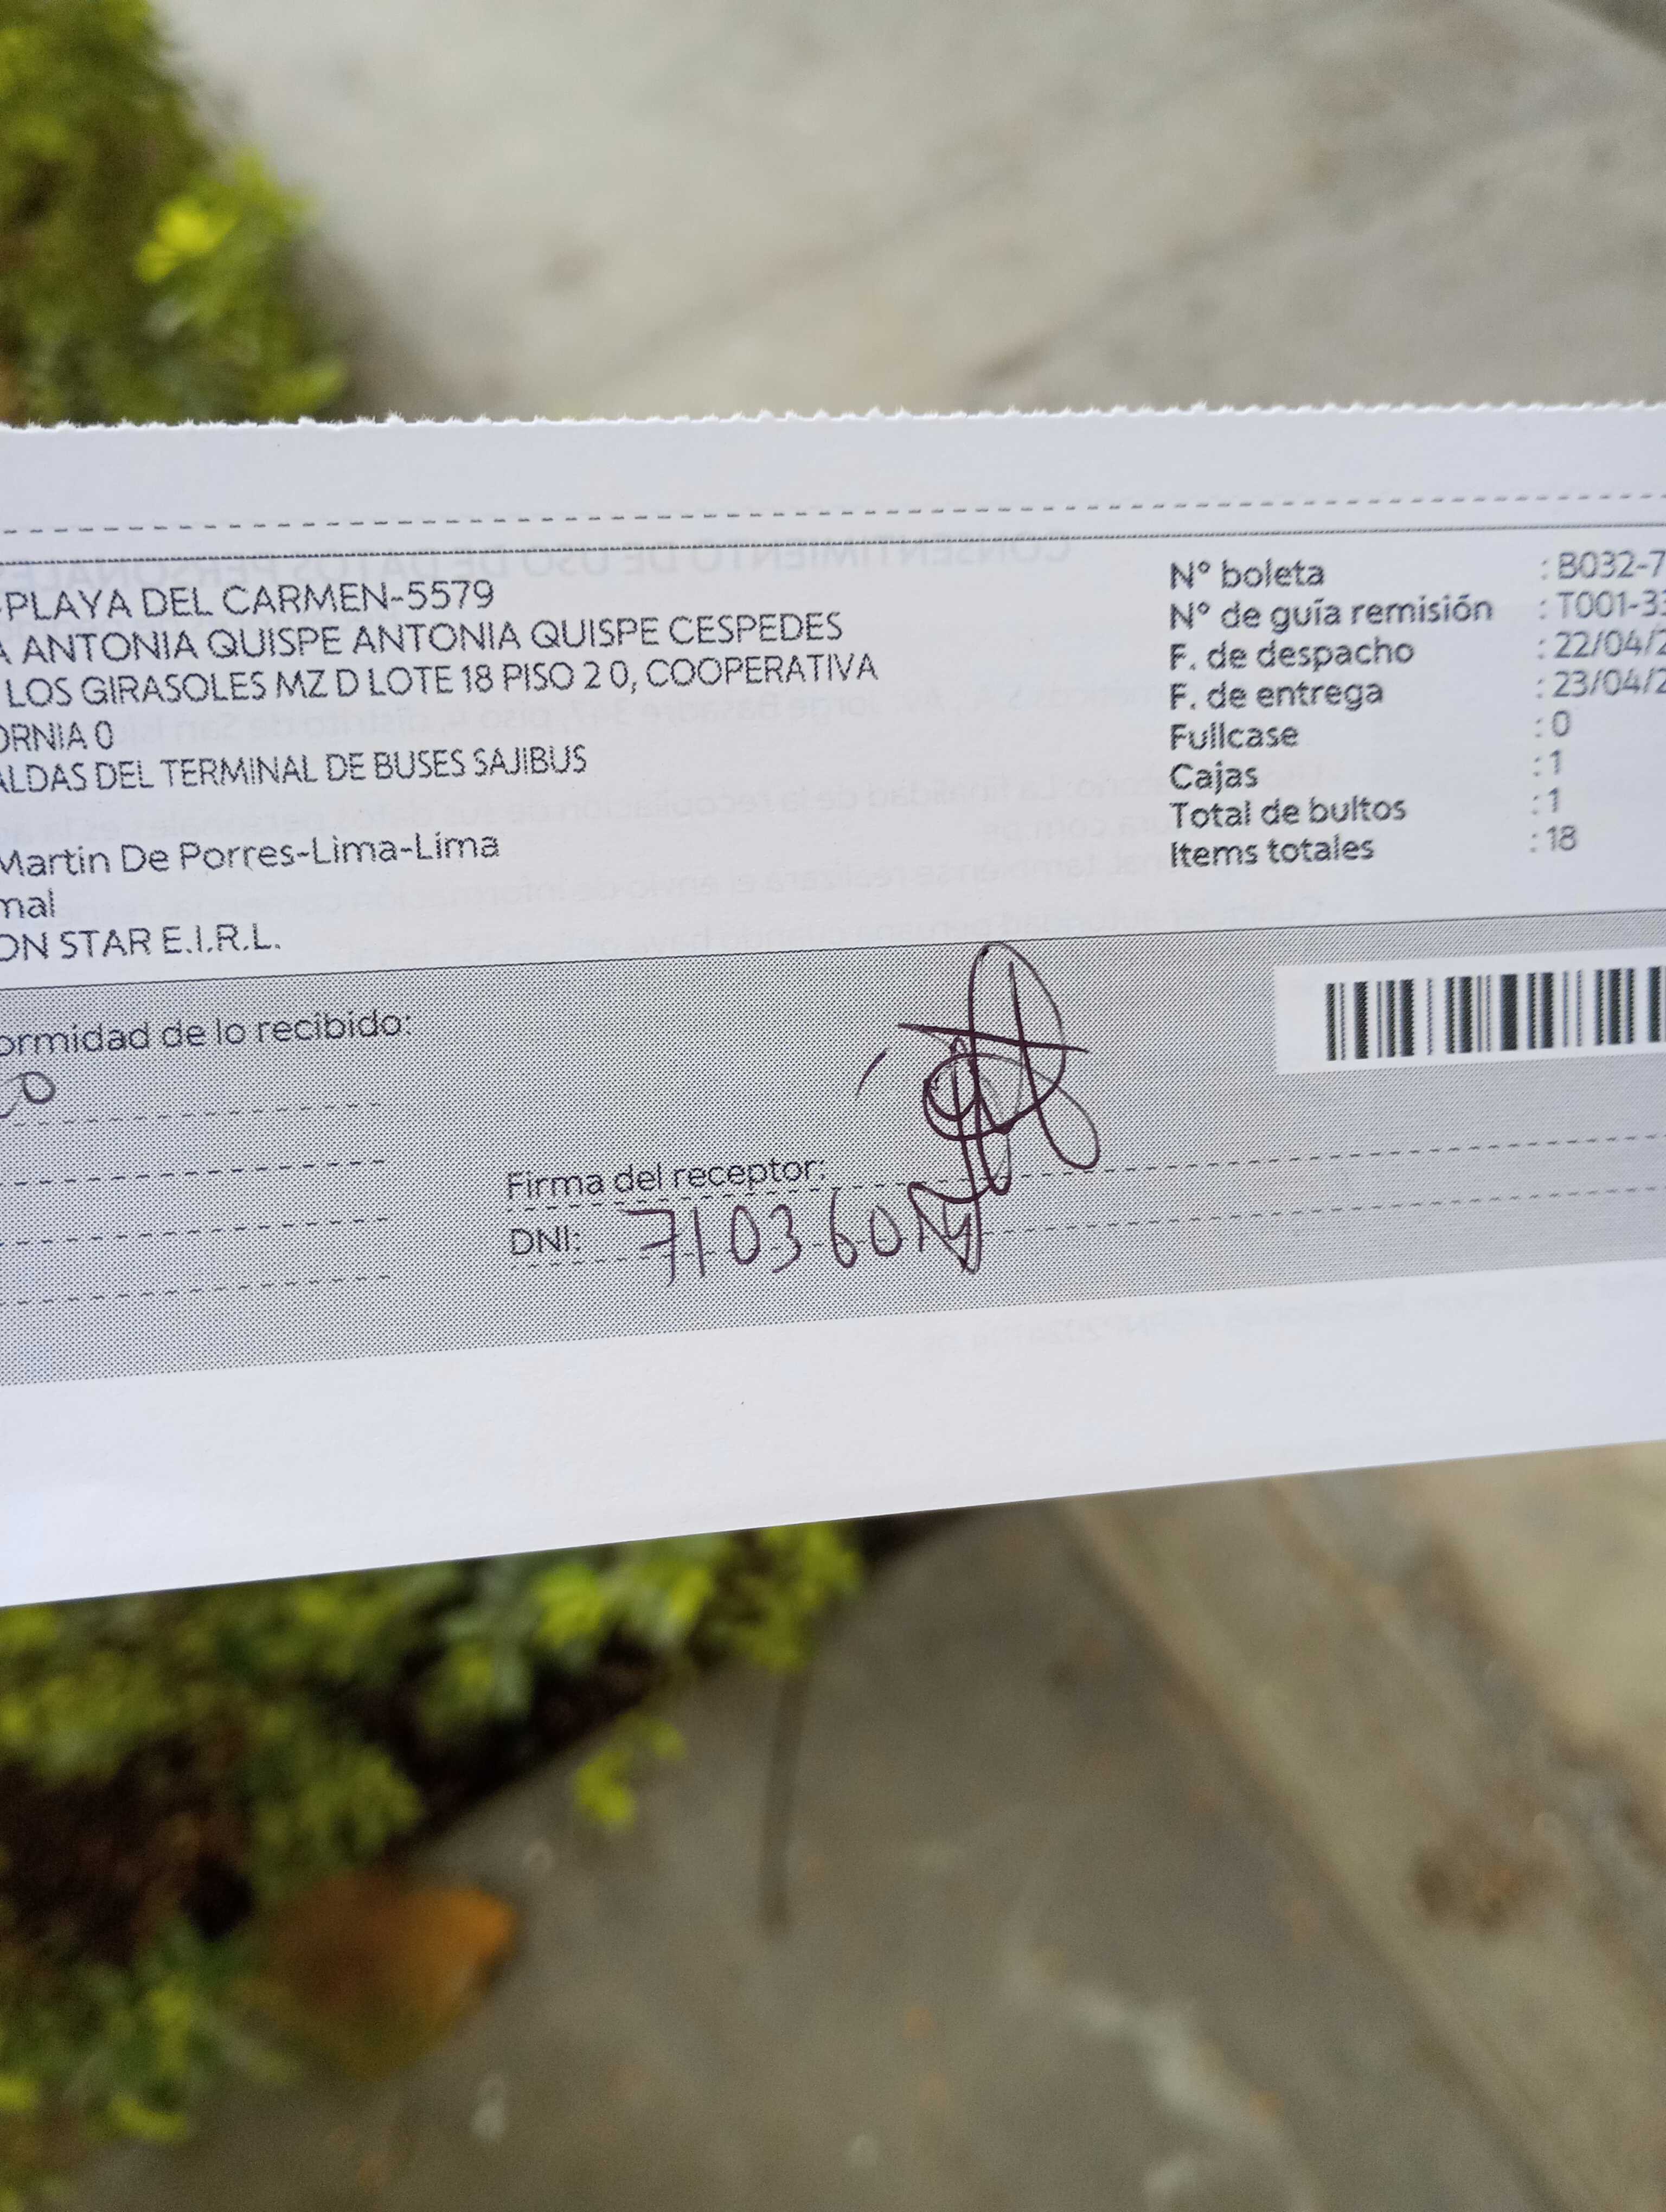 -PLAYA DEL CARMEN-5579
A ANTONIA QUISPE ANTONIA QUISPE CESPEDES
LOS GIRASOLES MZ D LOTE 18 PISO 2 0, COOPERATIVA
ORNIA 0
ALDAS DEL TERMINAL DE BUSES SAJIBUS
Martin De Porres-Lima-Lima
mal
ON STAR E.I.R.L.
N° boleta : B032-7
N° de guía remisión : T001-33
F. de despacho : 22/04/2
F. de entrega : 23/04/2
Fullcase : 0
Cajas : 1
Total de bultos : 1
Items totales : 18
ormidad de lo recibido:
Firma del receptor:
DNI: 710360